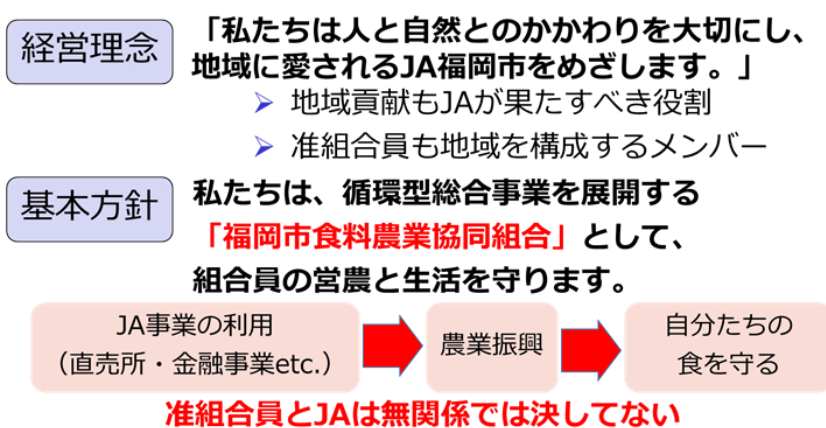 経営理念
「私たちは人と自然とのかかわりを大切にし、
地域に愛されるJA福岡市をめざします。」
➢ 地域貢献もJAが果たすべき役割
➢ 准組合員も地域を構成するメンバー
基本方針
私たちは、循環型総合事業を展開する
「福岡市食料農業協同組合」として、
組合員の営農と生活を守ります。
JA事業の利用
（直売所・金融事業etc.）
農業振興
自分たちの
食を守る
准組合員とJAは無関係では決してない